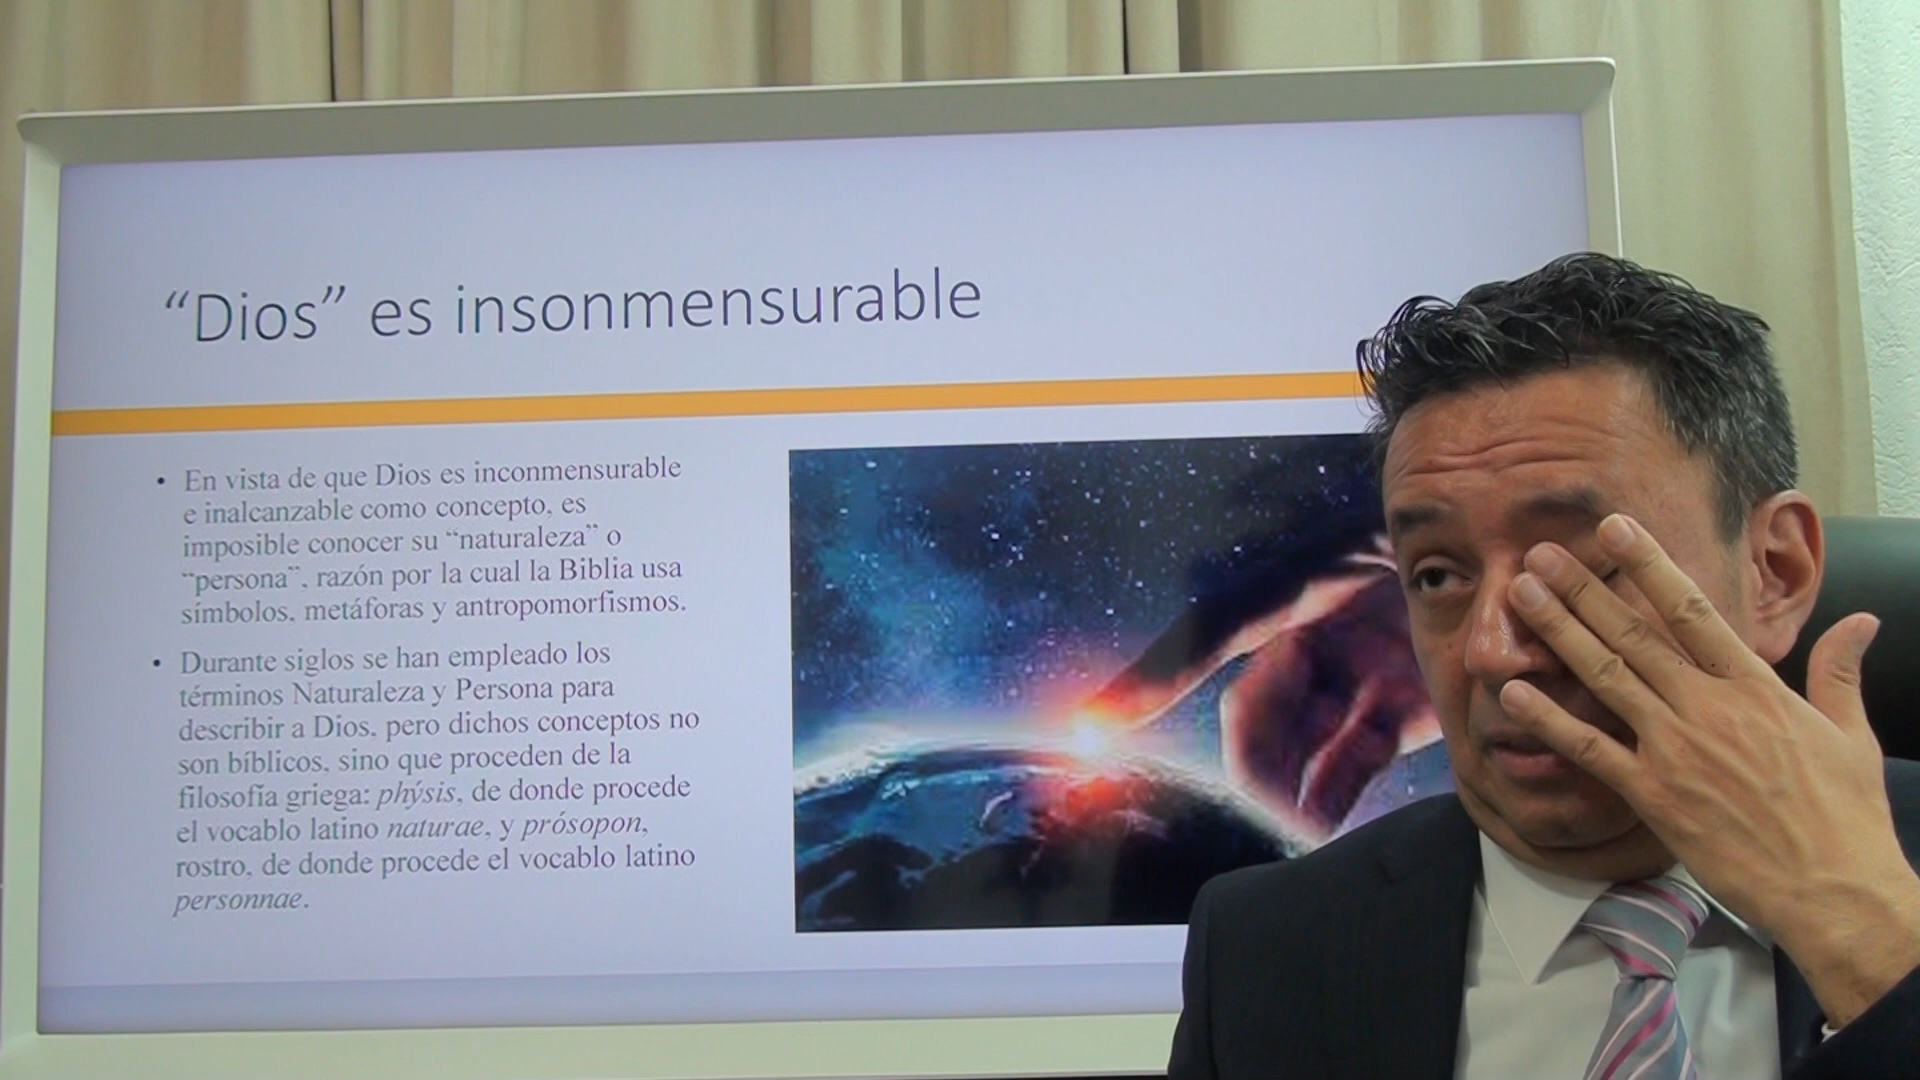 “Dios” es insonmensurable
• En vista de que Dios es inconmensurable
e inalcanzable como concepto, es
imposible conocer su “naturaleza” o
“persona”, razón por la cual la Biblia usa
símbolos, metáforas y antropomorfismos.
• Durante siglos se han empleado los
términos Naturaleza y Persona para
describir a Dios, pero dichos conceptos no
son bíblicos, sino que proceden de la
filosofía griega: phýsis, de donde procede
el vocablo latino naturae, y prósopon,
rostro, de donde procede el vocablo latino
personnae.